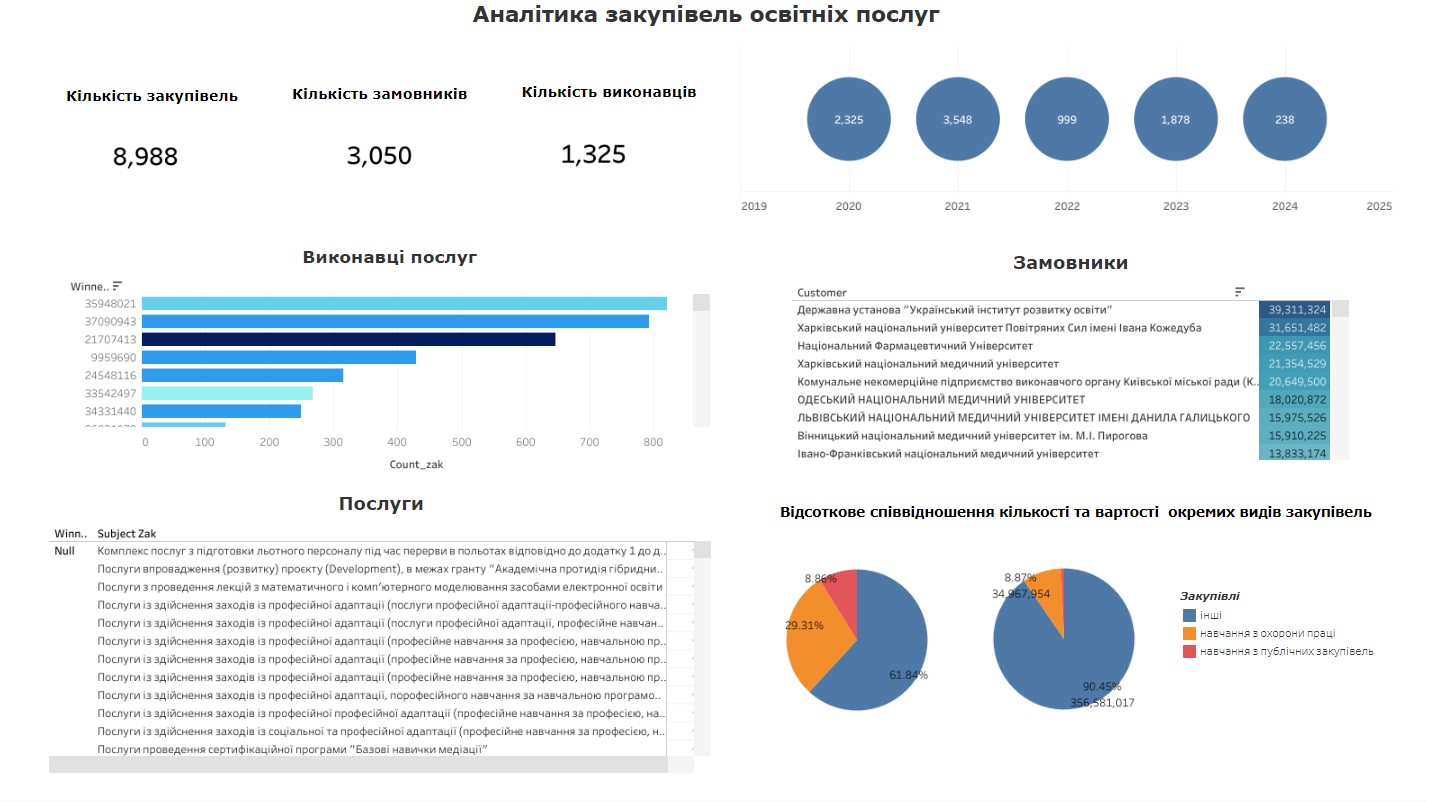 Аналітика закупівель освітніх послуг
Кількість закупівель
Кількість замовників
Кількість виконавців
8,988
3,050
1,325
2,325
3,548
999
1,878
238
2019
2020
2021
2022
2023
2024
2025
Виконавці послуг
Winne..
35948021
37090943
21707413
9959690
24548116
33542497
34331440
0
100
200
300
400
500
600
700
800
Count_zak
Замовники
Customer
Державна установа "Український інститут розвитку освіти" 39,311,324
Харківський національний університет Повітряних Сил імені Івана Кожедуба 31,651,482
Національний Фармацевтичний Університет 22,557,456
Харківський національний медичний університет 21,354,529
Комунальне некомерційне підприємство виконавчого органу Київської міської ради (К.. 20,649,500
ОДЕСЬКИЙ НАЦІОНАЛЬНИЙ МЕДИЧНИЙ УНІВЕРСИТЕТ 18,020,872
ЛЬВІВСЬКИЙ НАЦІОНАЛЬНИЙ МЕДИЧНИЙ УНІВЕРСИТЕТ ІМЕНІ ДАНИЛА ГАЛИЦЬКОГО 15,975,526
Вінницький національний медичний університет ім. М.І. Пирогова 15,910,225
Івано-Франківський національний медичний університет 13,833,174
Послуги
Winn.. Subject Zak
Null Комплекс послуг з підготовки льотного персоналу під час перерви в польотах відповідно до додатку 1 до д..
Послуги впровадження (розвитку) проєкту (Development), в межах гранту "Академічна протидія гібридни..
Послуги з проведення лекцій з математичного і комп'ютерного моделювання засобами електронної освіти
Послуги із здійснення заходів із професійної адаптації (послуги професійної адаптації-професійного навча..
Послуги із здійснення заходів із професійної адаптації (послуги професійної адаптації, професійне навчан..
Послуги із здійснення заходів із професійної адаптації (професійне навчання за професією, навчальною пр..
Послуги із здійснення заходів із професійної адаптації (професійне навчання за професією, навчальною пр..
Послуги із здійснення заходів із професійної адаптації (професійне навчання за професією, навчальною пр..
Послуги із здійснення заходів із професійної адаптації, порофесійного навчання за навчальною програмо..
Послуги із здійснення заходів із професійної професійної адаптації (професійне навчання за професією, на..
Послуги із здійснення заходів із соціальної та професійної адаптації (професійне навчання за професією, н..
Послуги проведення сертифікаційної програми "Базові навички медіації"
Відсоткове співвідношення кількості та вартості окремих видів закупівель
8.86%
29.31%
61.84%
8.87%
34,967,954
90.45%
356,581,017
Закупівлі
інші
навчання з охорони праці
навчання з публічних закупівель